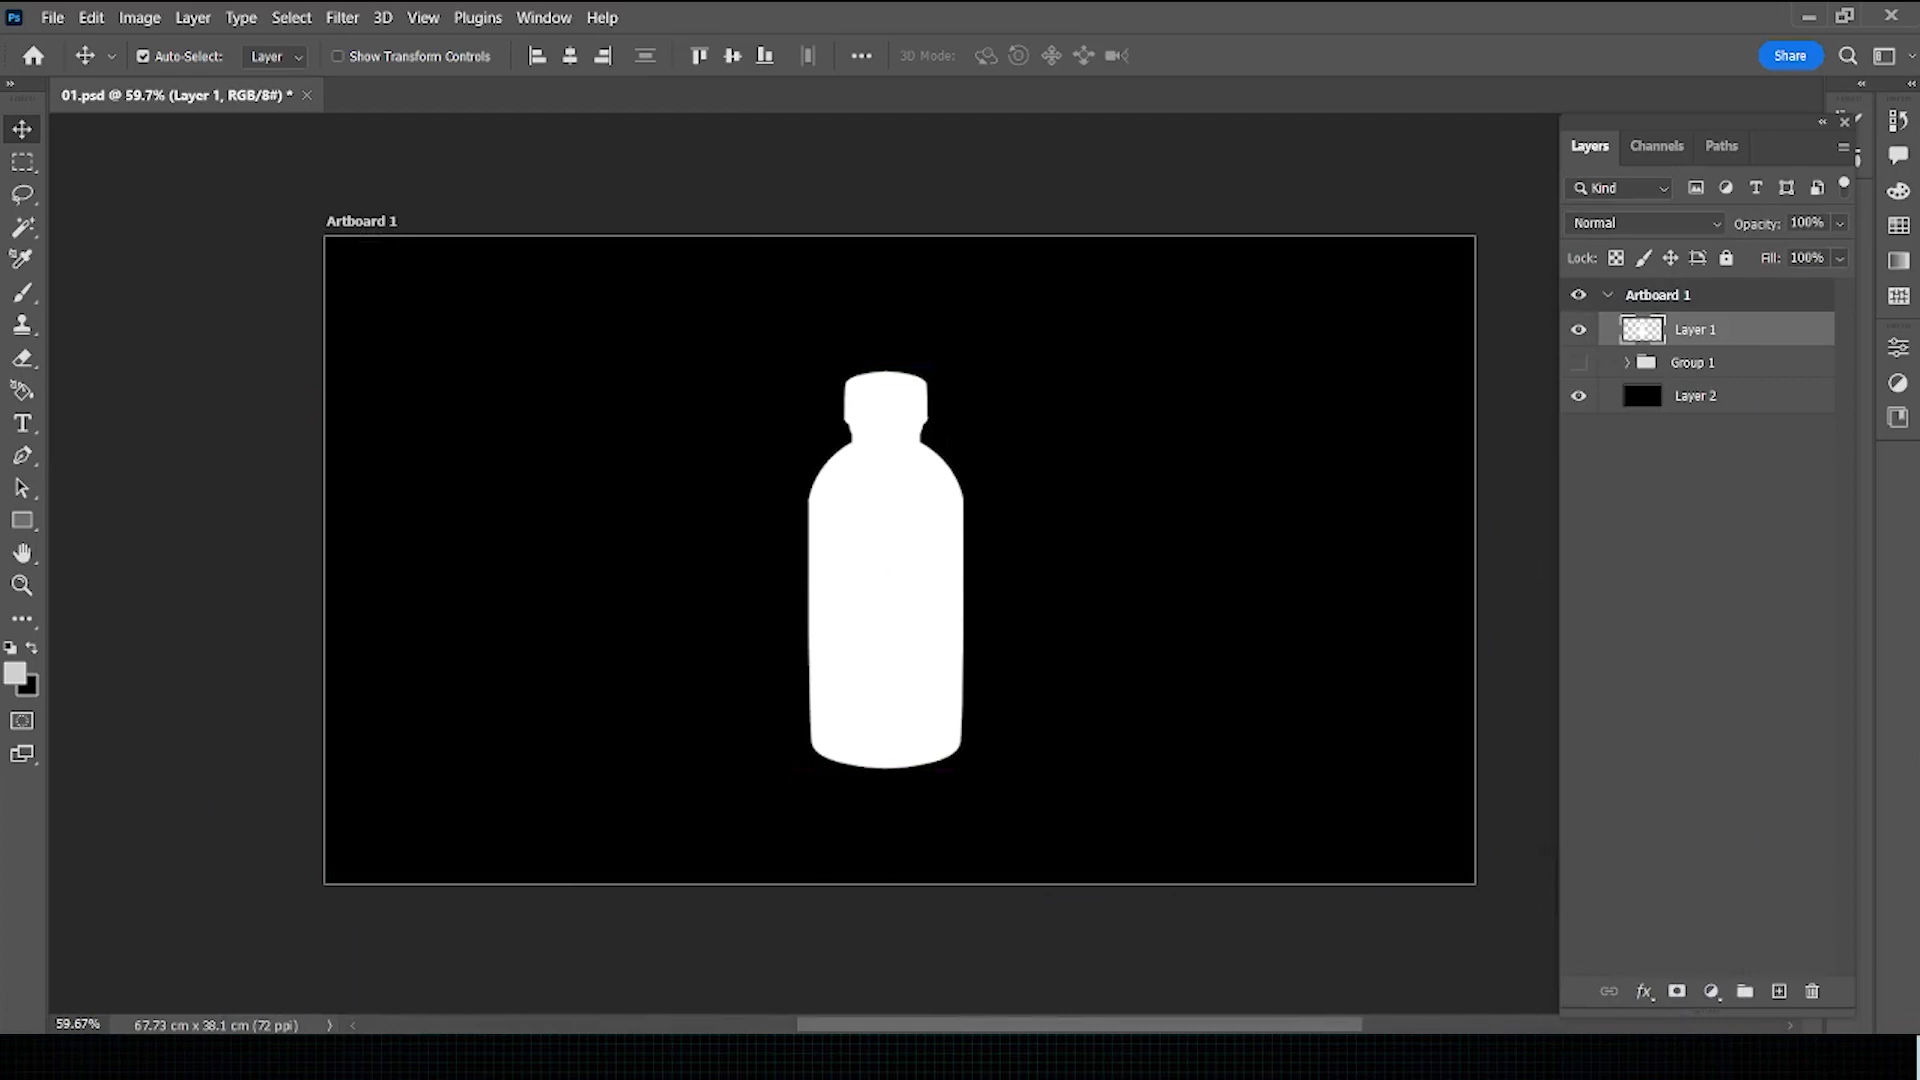 Ps File Edit Image Layer Type Select Filter 3D View Plugins Window Help
Auto-Select: Layer Show Transform Controls 3D Mode: Share
01.psd @ 59.7% (Layer 1, RGB/8#) *
Artboard 1
Layers Channels Paths
Kind
Normal Opacity: 100%
Lock: Fill: 100%
Artboard 1
Layer 1
Group 1
Layer 2
59.67% 67.73 cm x 38.1 cm (72 ppi)